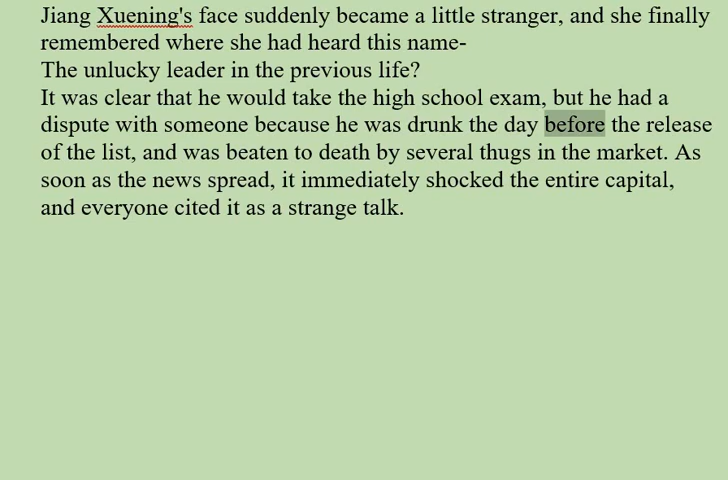 Jiang Xuening's face suddenly became a little stranger, and she finally
remembered where she had heard this name-
The unlucky leader in the previous life?
It was clear that he would take the high school exam, but he had a
dispute with someone because he was drunk the day before the release
of the list, and was beaten to death by several thugs in the market. As
soon as the news spread, it immediately shocked the entire capital,
and everyone cited it as a strange talk.